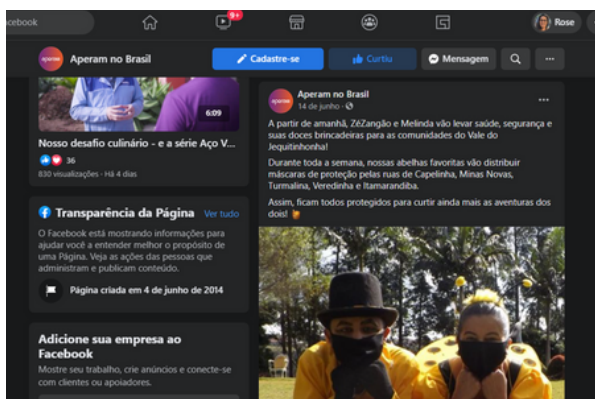 acebook
9+
Rose
aperam
Aperam no Brasil
Cadastre-se
Curtiu
Mensagem
6:09
Nosso desafio culinário - e a série Aço V...
36
830 visualizações · Há 4 dias
Transparência da Página
Ver tudo
O Facebook está mostrando informações para
ajudar você a entender melhor o propósito de
uma Página. Veja as ações das pessoas que
administram e publicam conteúdo.
Página criada em 4 de junho de 2014
Adicione sua empresa ao
Facebook
Mostre seu trabalho, crie anúncios e conecte-se
com clientes ou apoiadores.
aperam
Aperam no Brasil
14 de junho ·
A partir de amanhã, ZéZangão e Melinda vão levar saúde, segurança e
suas doces brincadeiras para as comunidades do Vale do
Jequitinhonha!
Durante toda a semana, nossas abelhas favoritas vão distribuir
máscaras de proteção pelas ruas de Capelinha, Minas Novas,
Turmalina, Veredinha e Itamarandiba.
Assim, ficam todos protegidos para curtir ainda mais as aventuras dos
dois!